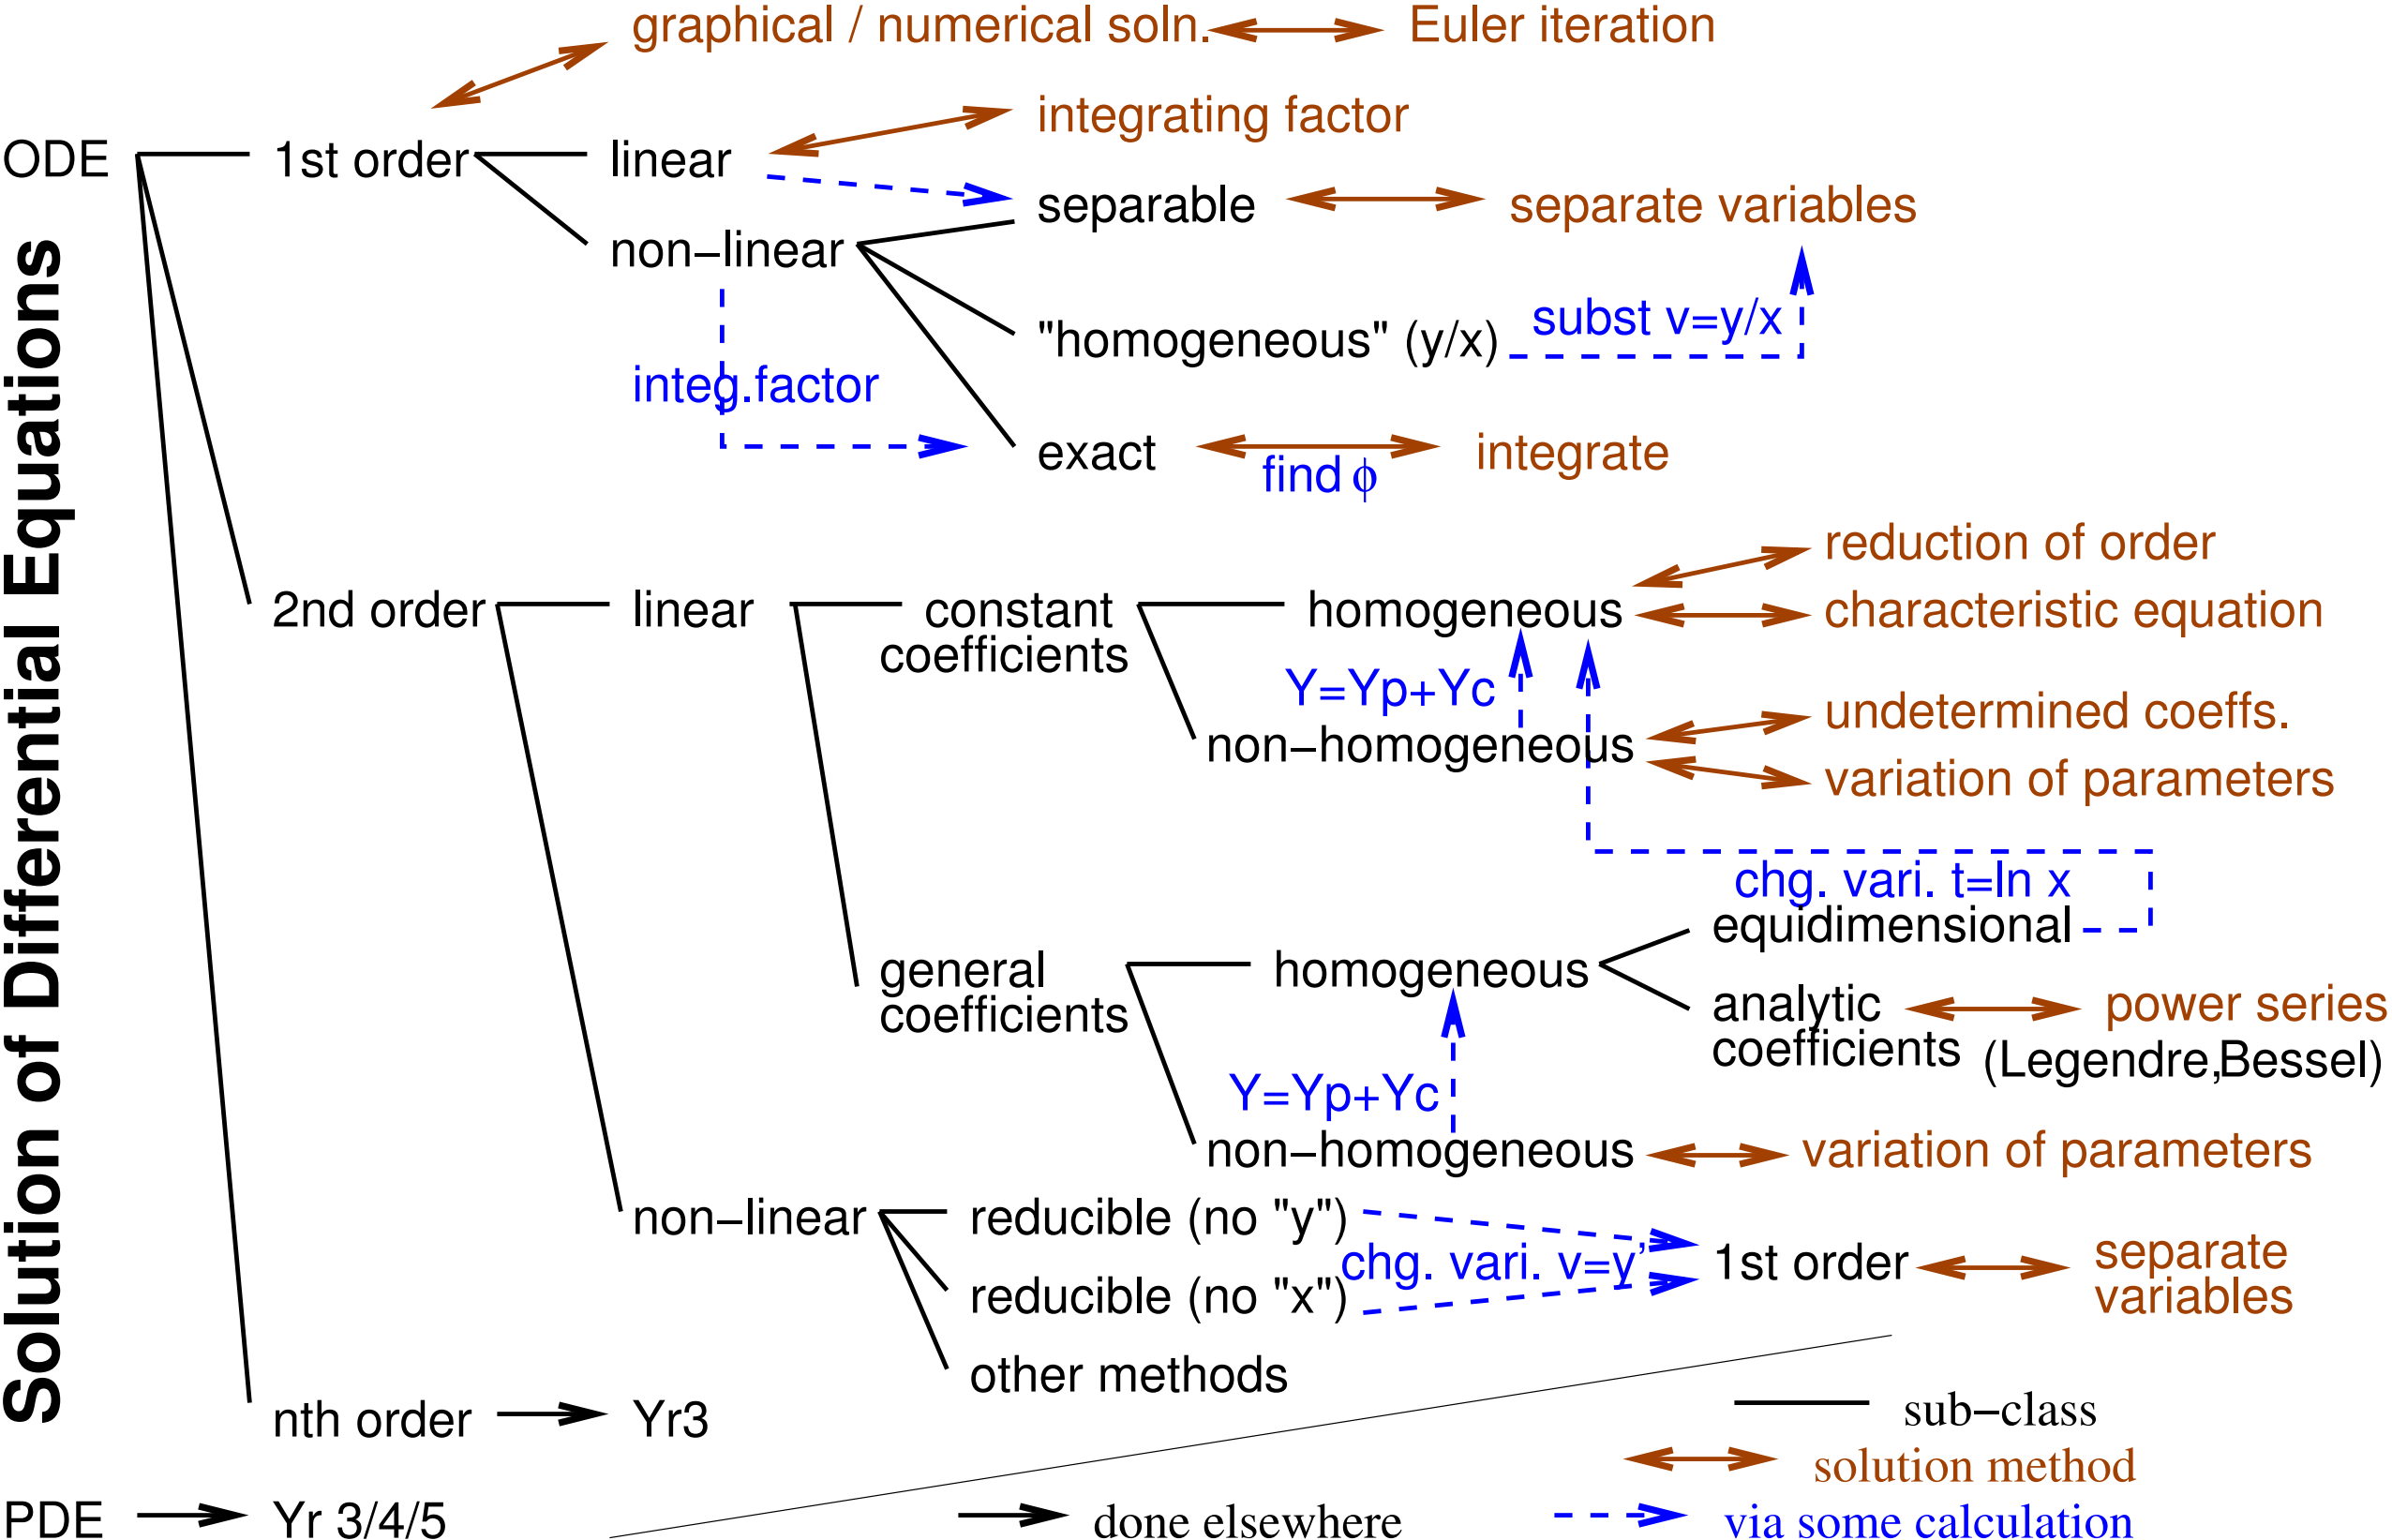 Solution of Differential Equations
graphical / numerical soln.
Euler iteration
integrating factor
ODE
1st order
linear
separable
separate variables
non-linear
"homogeneous" (y/x)
subst v=y/x
integ.factor
exact
find ϕ
integrate
reduction of order
2nd order
linear
constant
coefficients
homogeneous
characteristic equation
Y=Yp+Yc
non-homogeneous
undetermined coeffs.
variation of parameters
chg. vari. t=ln x
equidimensional
general
coefficients
homogeneous
analytic
coefficients
power series
(Legendre,Bessel)
Y=Yp+Yc
non-homogeneous
variation of parameters
non-linear
reducible (no "y")
chg. vari. v=y'
reducible (no "x")
1st order
separate
variables
other methods
nth order
Yr3
sub-class
solution method
PDE
Yr 3/4/5
done elsewhere
via some calculation